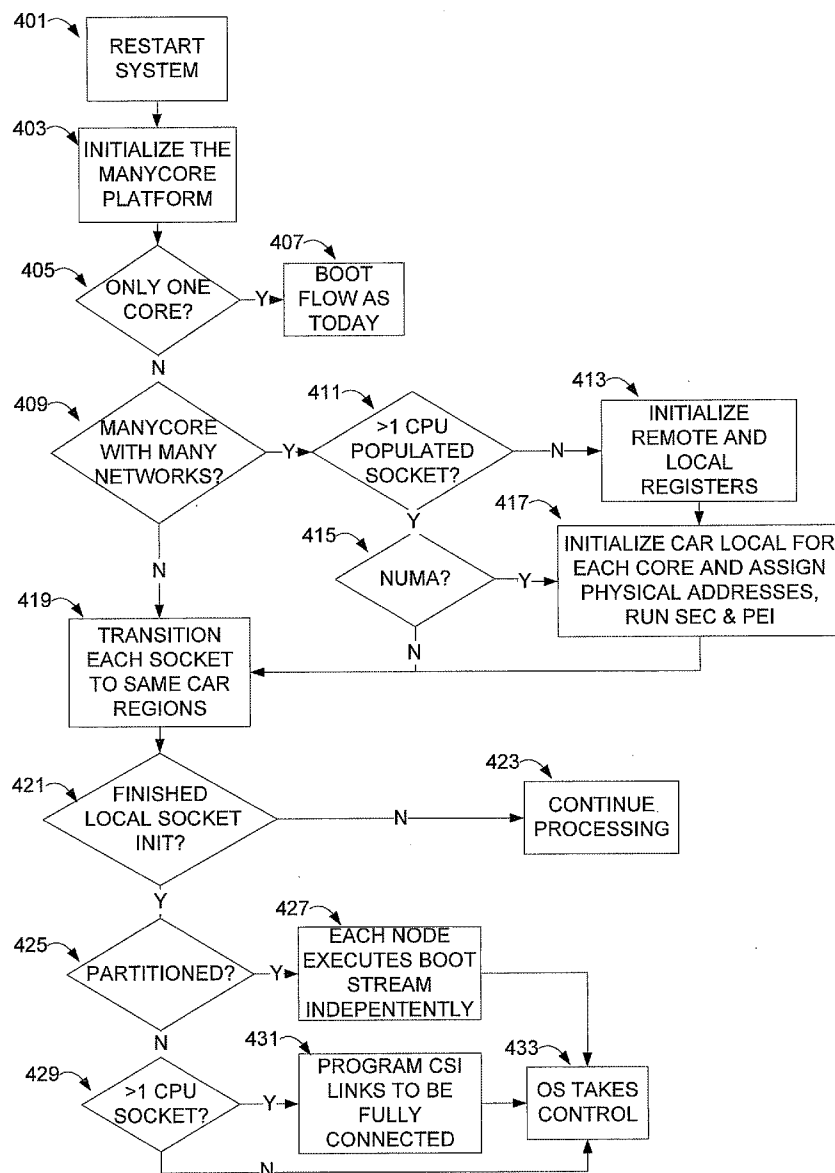 401
RESTART
SYSTEM
403
INITIALIZE THE
MANYCORE
PLATFORM
405
ONLY ONE
CORE?
Y
407
BOOT
FLOW AS
TODAY
N
409
MANYCORE
WITH MANY
NETWORKS?
Y
411
>1 CPU
POPULATED
SOCKET?
N
413
INITIALIZE
REMOTE AND
LOCAL
REGISTERS
Y
415
NUMA?
Y
417
INITIALIZE CAR LOCAL FOR
EACH CORE AND ASSIGN
PHYSICAL ADDRESSES,
RUN SEC & PEI
N
N
419
TRANSITION
EACH SOCKET
TO SAME CAR
REGIONS
421
FINISHED
LOCAL SOCKET
INIT?
N
423
CONTINUE
PROCESSING
Y
425
PARTITIONED?
Y
427
EACH NODE
EXECUTES BOOT
STREAM
INDEPENTENTLY
N
429
>1 CPU
SOCKET?
Y
431
PROGRAM CSI
LINKS TO BE
FULLY
CONNECTED
433
OS TAKES
CONTROL
N